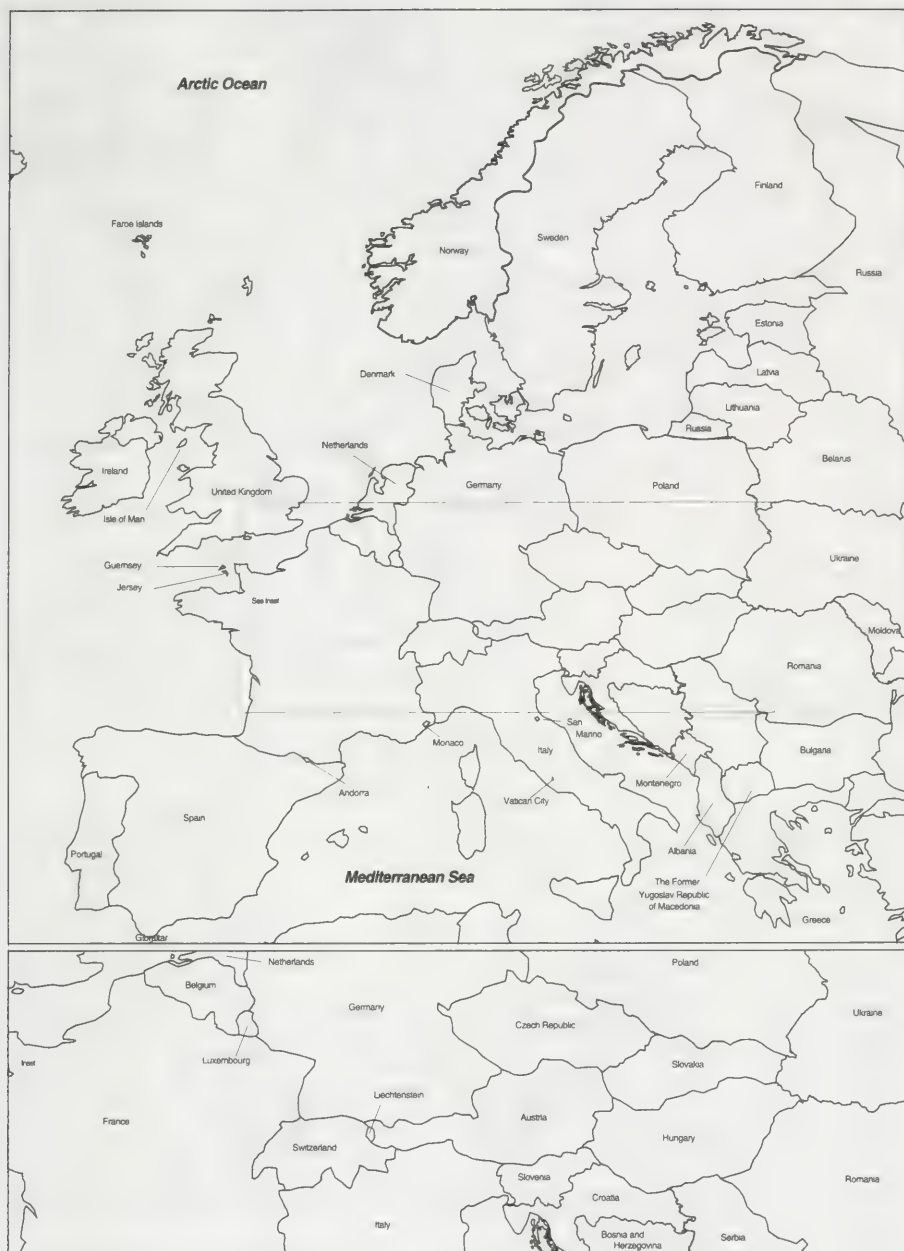 Arctic Ocean
Faroe Islands
Norway
Sweden
Finland
Russia
Estonia
Latvia
Denmark
Lithuania
Russia
Belarus
Netherlands
Ireland
United Kingdom
Germany
Poland
Isle of Man
Guernsey
Jersey
See Inset
Ukraine
Moldova
Romania
San
Marino
Monaco
Italy
Bulgaria
Montenegro
Andorra
Vatican City
Spain
Portugal
Albania
Mediterranean Sea
The Former
Yugoslav Republic
of Macedonia
Greece
Gibraltar
Netherlands
Poland
Belgium
Germany
Ukraine
Czech Republic
Inset
Luxembourg
Slovakia
Liechtenstein
France
Austria
Hungary
Switzerland
Slovenia
Romania
Croatia
Italy
Bosnia and
Herzegovina
Serbia